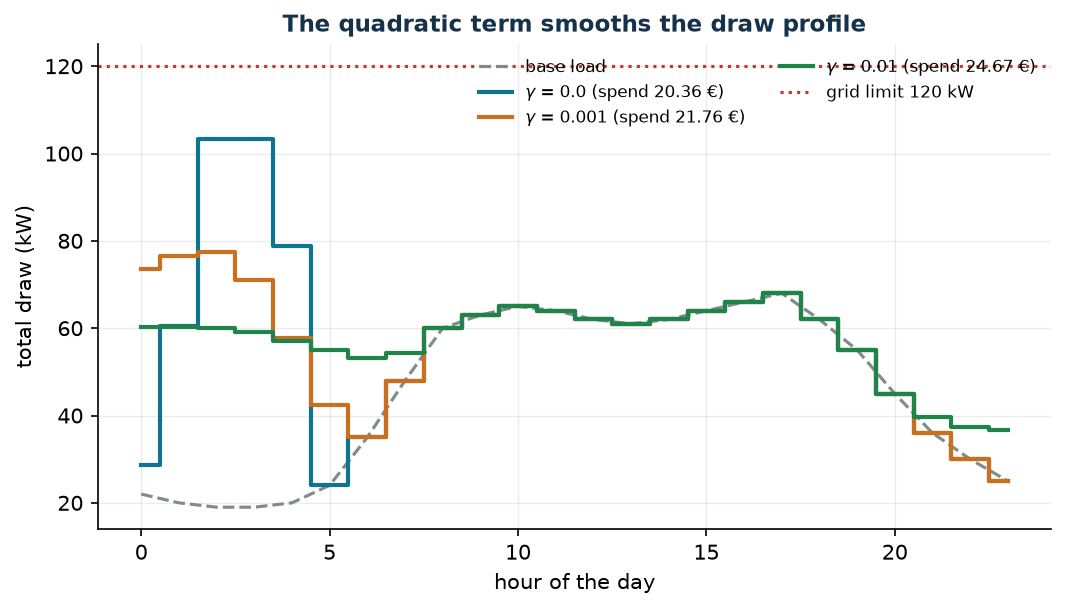 The quadratic term smooths the draw profile
total draw (kW)
120
100
80
60
40
20
base load
γ = 0.0 (spend 20.36 €)
γ = 0.001 (spend 21.76 €)
γ = 0.01 (spend 24.67 €)
grid limit 120 kW
0 5 10 15 20
hour of the day